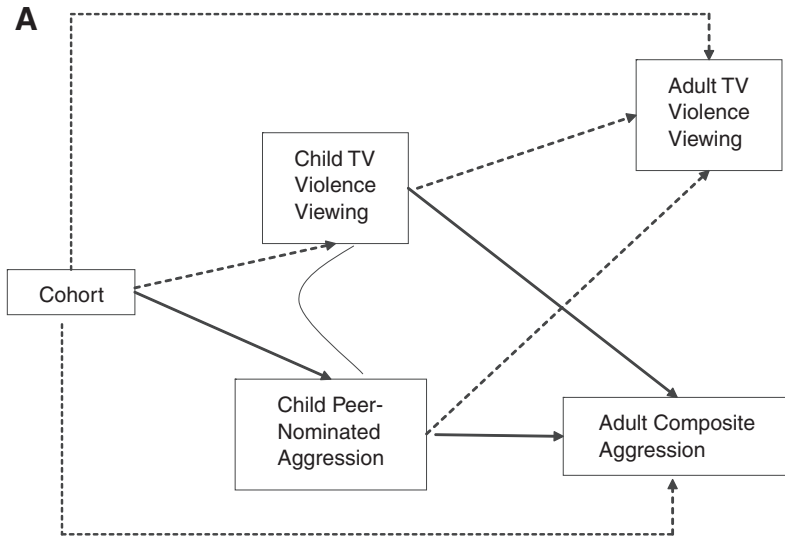 A
Adult TV
Violence
Viewing
Child TV
Violence
Viewing
Cohort
Child Peer-
Nominated
Aggression
Adult Composite
Aggression